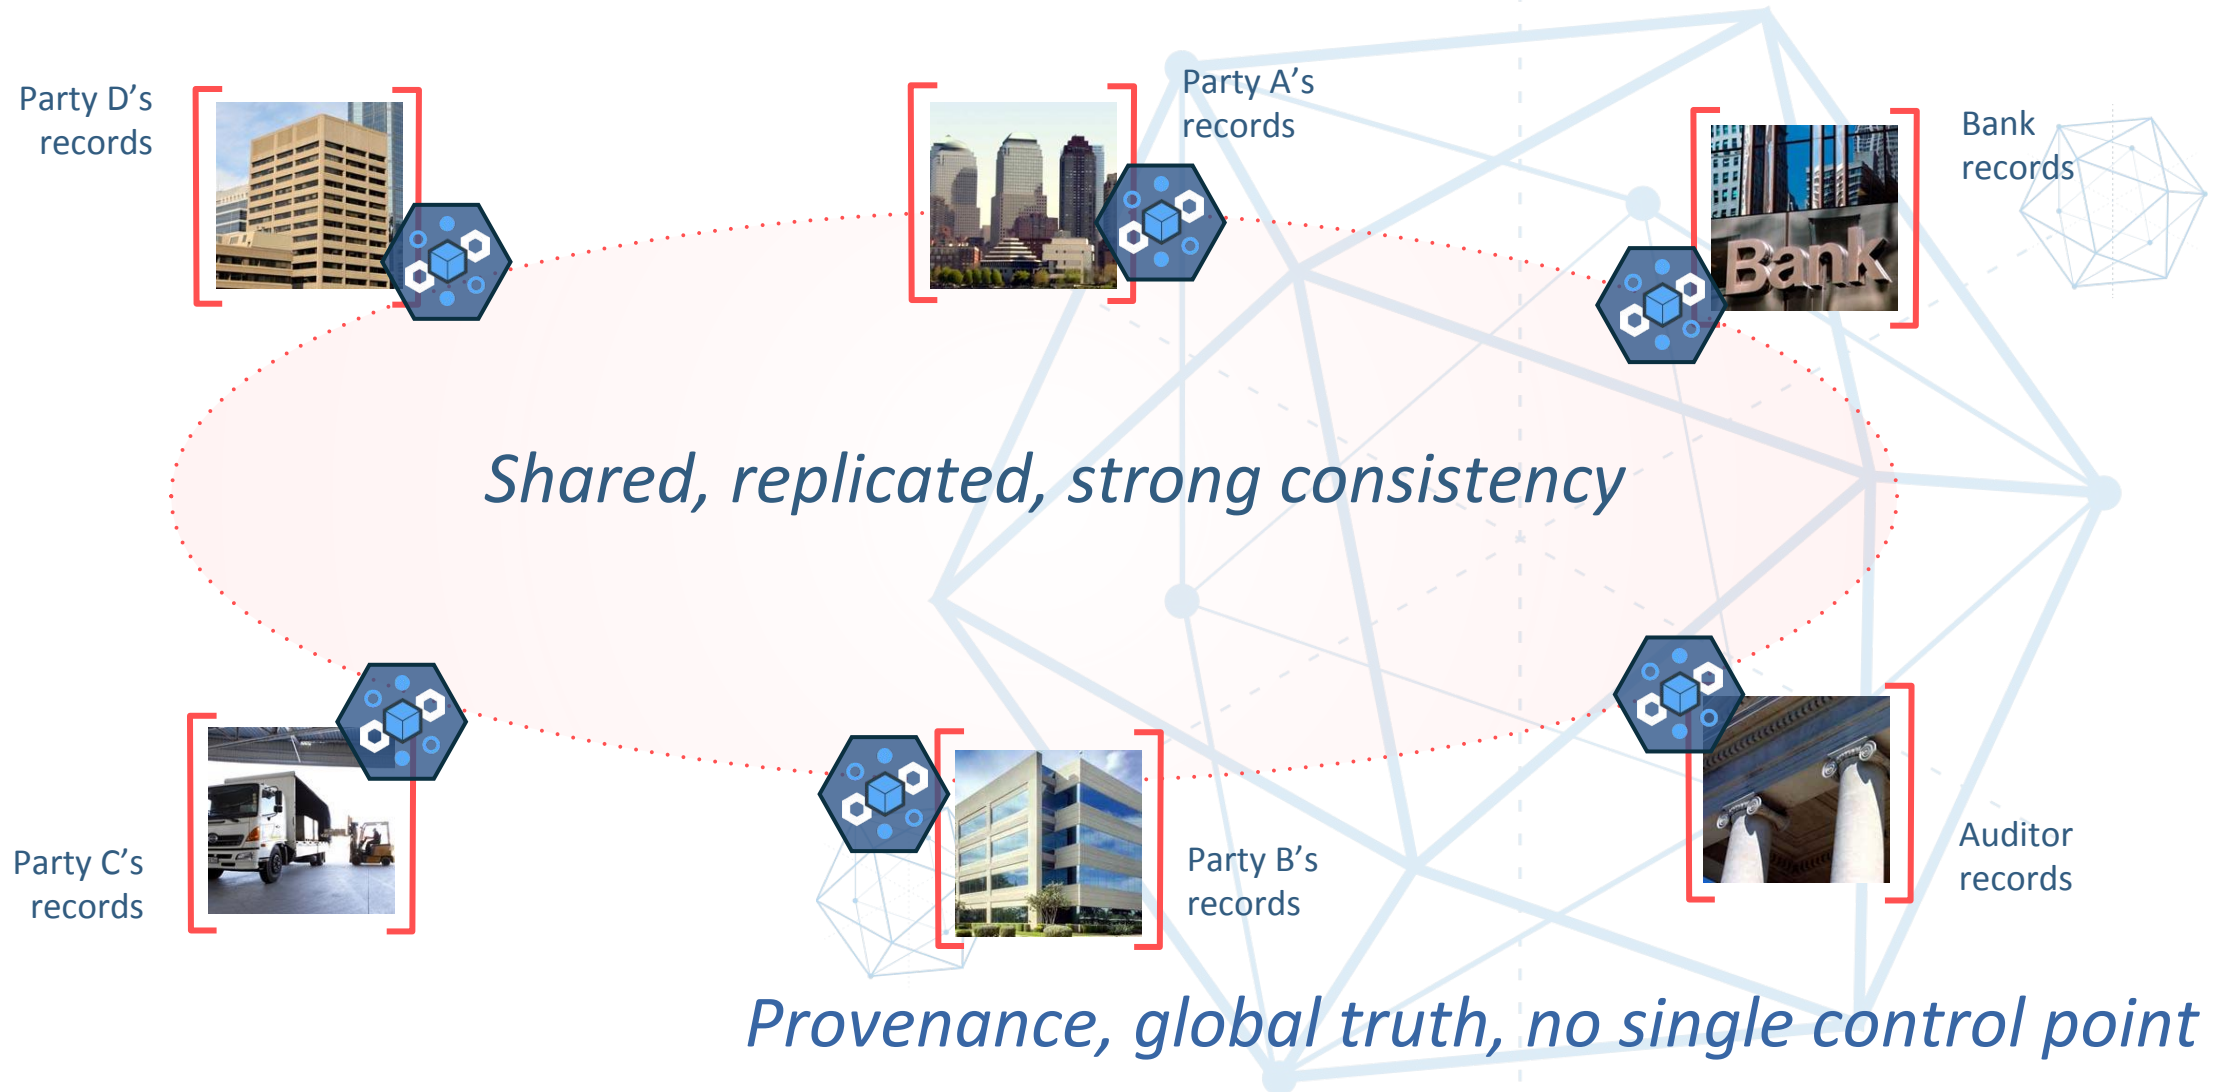 Party D’s
records
Party A’s
records
Bank
records
Bank
Shared, replicated, strong consistency
Party C’s
records
Party B’s
records
Auditor
records
Provenance, global truth, no single control point